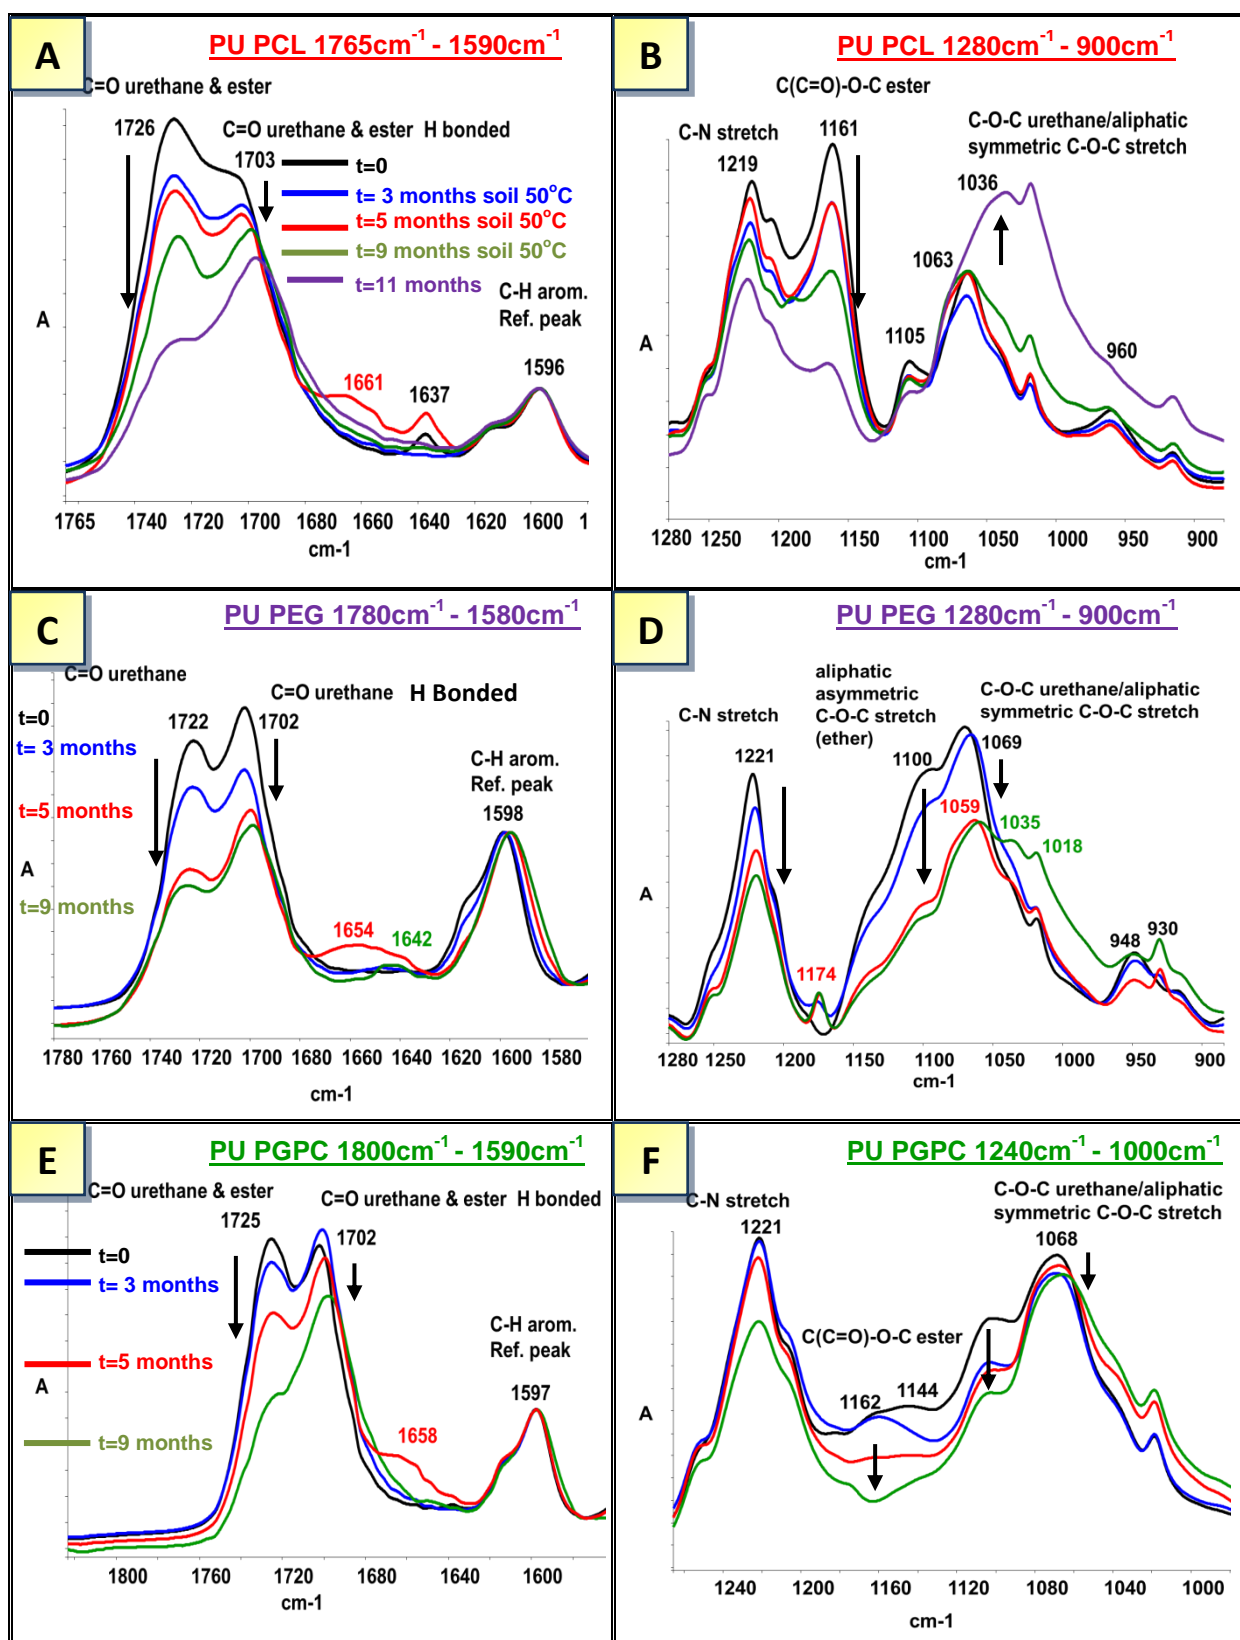 A
PU PCL 1765cm-1 - 1590cm-1
C=O urethane & ester
1726
C=O urethane & ester H bonded
1703
t=0
t= 3 months soil 50oC
t=5 months soil 50oC
t=9 months soil 50oC
t=11 months
C-H arom.
Ref. peak
A
1661
1637
1596
1765 1740 1720 1700 1680 1660 1640 1620 1600 1
cm-1
B
PU PCL 1280cm-1 - 900cm-1
C(C=O)-O-C ester
C-N stretch
1161
C-O-C urethane/aliphatic
symmetric C-O-C stretch
1219
1036
1063
1105
A
960
1280 1250 1200 1150 1100 1050 1000 950 900
cm-1
C
PU PEG 1780cm-1 - 1580cm-1
C=O urethane
C=O urethane H Bonded
t=0
1722
1702
t= 3 months
C-H arom.
Ref. peak
t=5 months
1598
A
t=9 months
1654
1642
1780 1760 1740 1720 1700 1680 1660 1640 1620 1600 1580
cm-1
D
PU PEG 1280cm-1 - 900cm-1
aliphatic
asymmetric
C-O-C stretch
(ether)
C-N stretch
C-O-C urethane/aliphatic
symmetric C-O-C stretch
1221
1100
1069
1059
1035
1018
A
1174
948
930
1280 1250 1200 1150 1100 1050 1000 950 900
cm-1
E
PU PGPC 1800cm-1 - 1590cm-1
C=O urethane & ester
C=O urethane & ester H bonded
1725
1702
t=0
t= 3 months
C-H arom.
Ref. peak
t=5 months
A
1597
t=9 months
1658
1800 1760 1720 1680 1640 1600
cm-1
F
PU PGPC 1240cm-1 - 1000cm-1
C-N stretch
C-O-C urethane/aliphatic
symmetric C-O-C stretch
1221
1068
C(C=O)-O-C ester
1162
1144
A
1240 1200 1160 1120 1080 1040 1000
cm-1